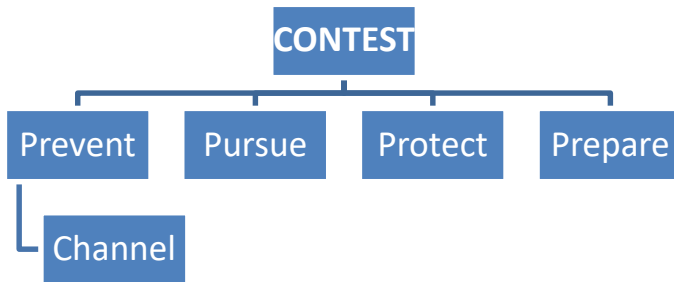 CONTEST
Prevent
Pursue
Protect
Prepare
Channel